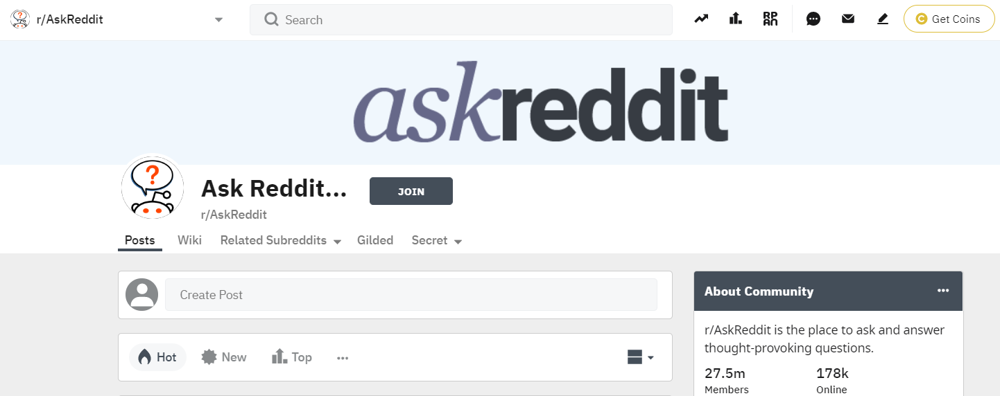 r/AskReddit
Search
RPAN
Get Coins
askreddit
?
Ask Reddit...
JOIN
r/AskReddit
Posts Wiki Related Subreddits Gilded Secret
Create Post
About Community
r/AskReddit is the place to ask and answer
thought-provoking questions.
Hot New Top
27.5m 178k
Members Online